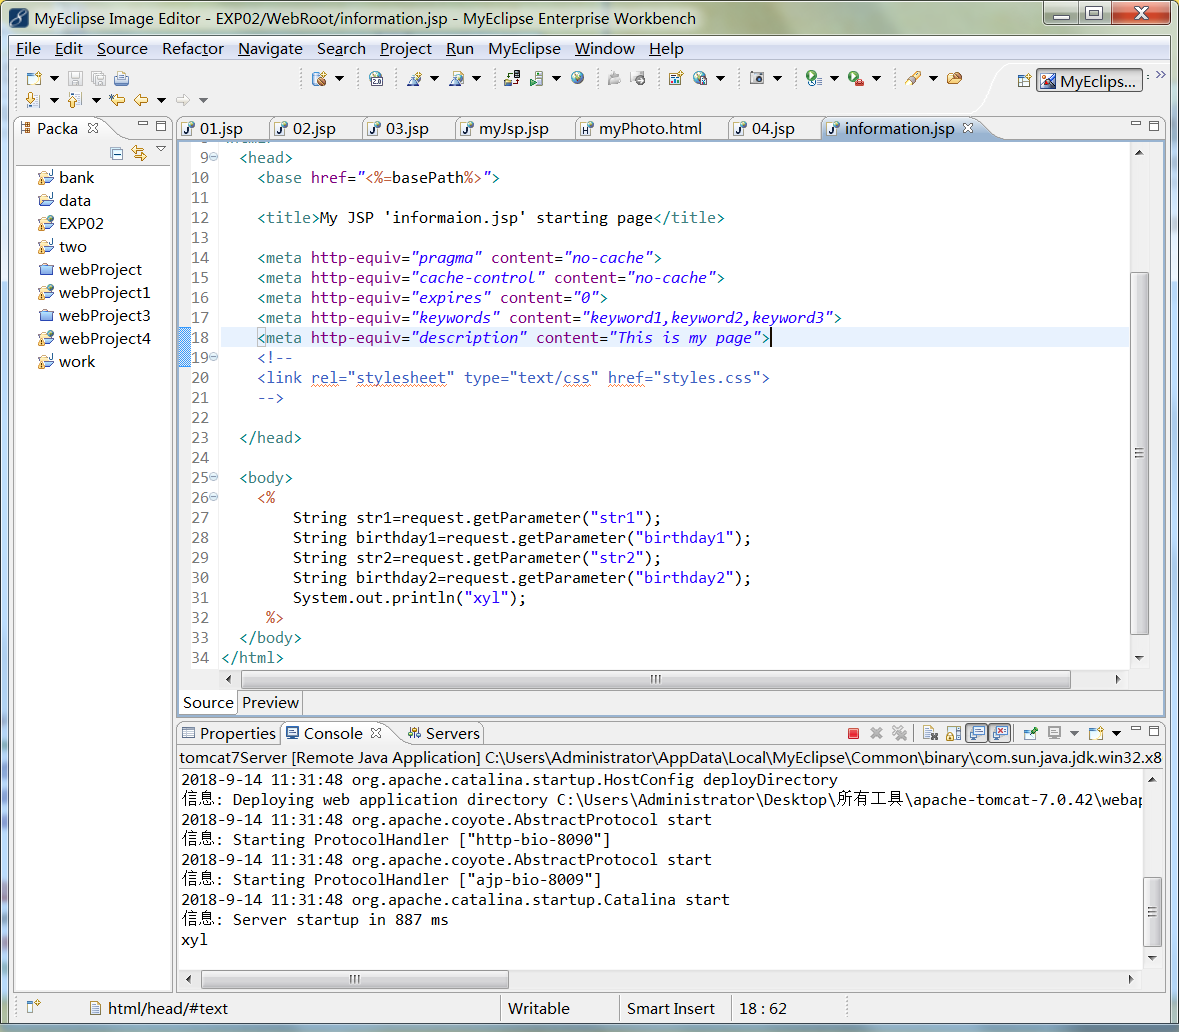 MyEclipse Image Editor - EXP02/WebRoot/information.jsp - MyEclipse Enterprise Workbench
File Edit Source Refactor Navigate Search Project Run MyEclipse Window Help
MyEclips...
Packa
bank
data
EXP02
two
webProject
webProject1
webProject3
webProject4
work
01.jsp 02.jsp 03.jsp myJsp.jsp myPhoto.html 04.jsp information.jsp
9 <head>
10 <base href="<%=basePath%>">
11
12 <title>My JSP 'informaion.jsp' starting page</title>
13
14 <meta http-equiv="pragma" content="no-cache">
15 <meta http-equiv="cache-control" content="no-cache">
16 <meta http-equiv="expires" content="0">
17 <meta http-equiv="keywords" content="keyword1,keyword2,keyword3">
18 <meta http-equiv="description" content="This is my page">
19 <!--
20 <link rel="stylesheet" type="text/css" href="styles.css">
21 -->
22
23 </head>
24
25 <body>
26 <%
27 String str1=request.getParameter("str1");
28 String birthday1=request.getParameter("birthday1");
29 String str2=request.getParameter("str2");
30 String birthday2=request.getParameter("birthday2");
31 System.out.println("xyl");
32 %>
33 </body>
34 </html>
Source Preview
Properties Console Servers
tomcat7Server [Remote Java Application] C:\Users\Administrator\AppData\Local\MyEclipse\Common\binary\com.sun.java.jdk.win32.x8
2018-9-14 11:31:48 org.apache.catalina.startup.HostConfig deployDirectory
信息: Deploying web application directory C:\Users\Administrator\Desktop\所有工具\apache-tomcat-7.0.42\webap
2018-9-14 11:31:48 org.apache.coyote.AbstractProtocol start
信息: Starting ProtocolHandler ["http-bio-8090"]
2018-9-14 11:31:48 org.apache.coyote.AbstractProtocol start
信息: Starting ProtocolHandler ["ajp-bio-8009"]
2018-9-14 11:31:48 org.apache.catalina.startup.Catalina start
信息: Server startup in 887 ms
xyl
html/head/#text Writable Smart Insert 18 : 62